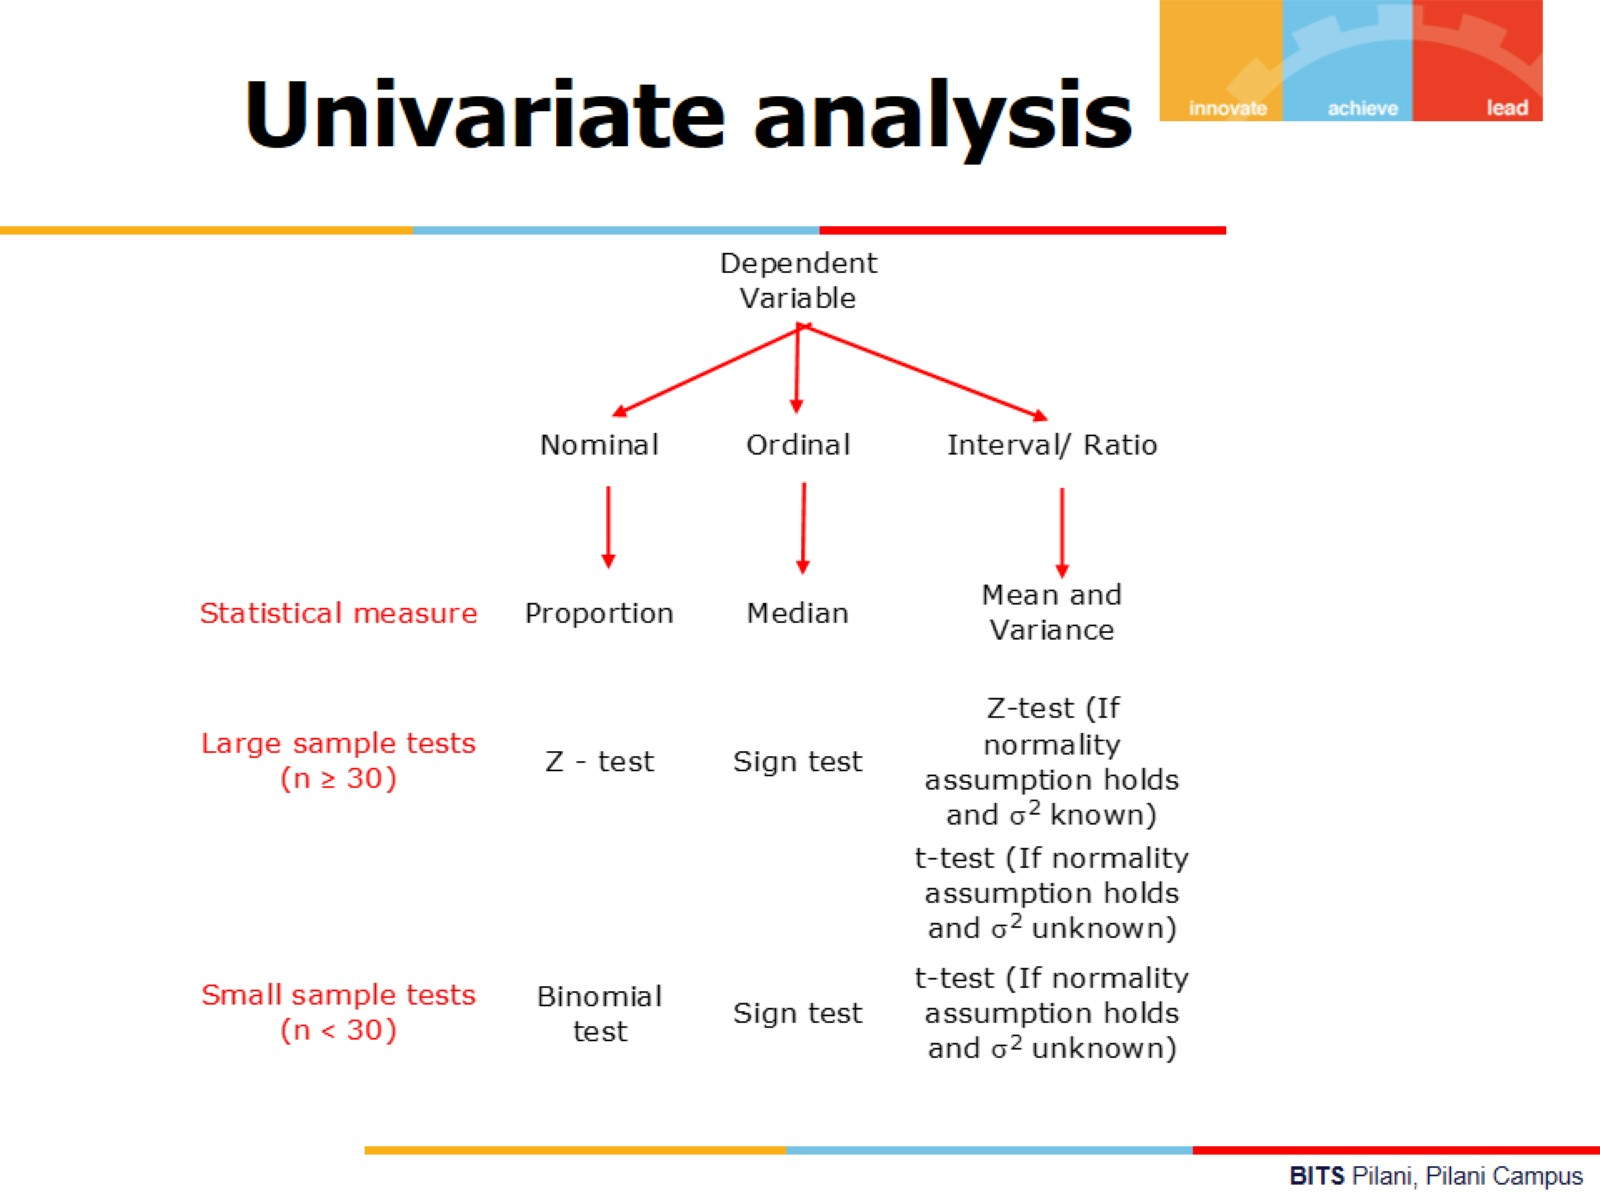 Univariate analysis
innovate achieve lead
Dependent
Variable
Nominal
Ordinal
Interval/ Ratio
Statistical measure
Proportion
Median
Mean and
Variance
Large sample tests
(n ≥ 30)
Z - test
Sign test
Z-test (If
normality
assumption holds
and σ² known)
t-test (If normality
assumption holds
and σ² unknown)
Small sample tests
(n < 30)
Binomial
test
Sign test
t-test (If normality
assumption holds
and σ² unknown)
BITS Pilani, Pilani Campus